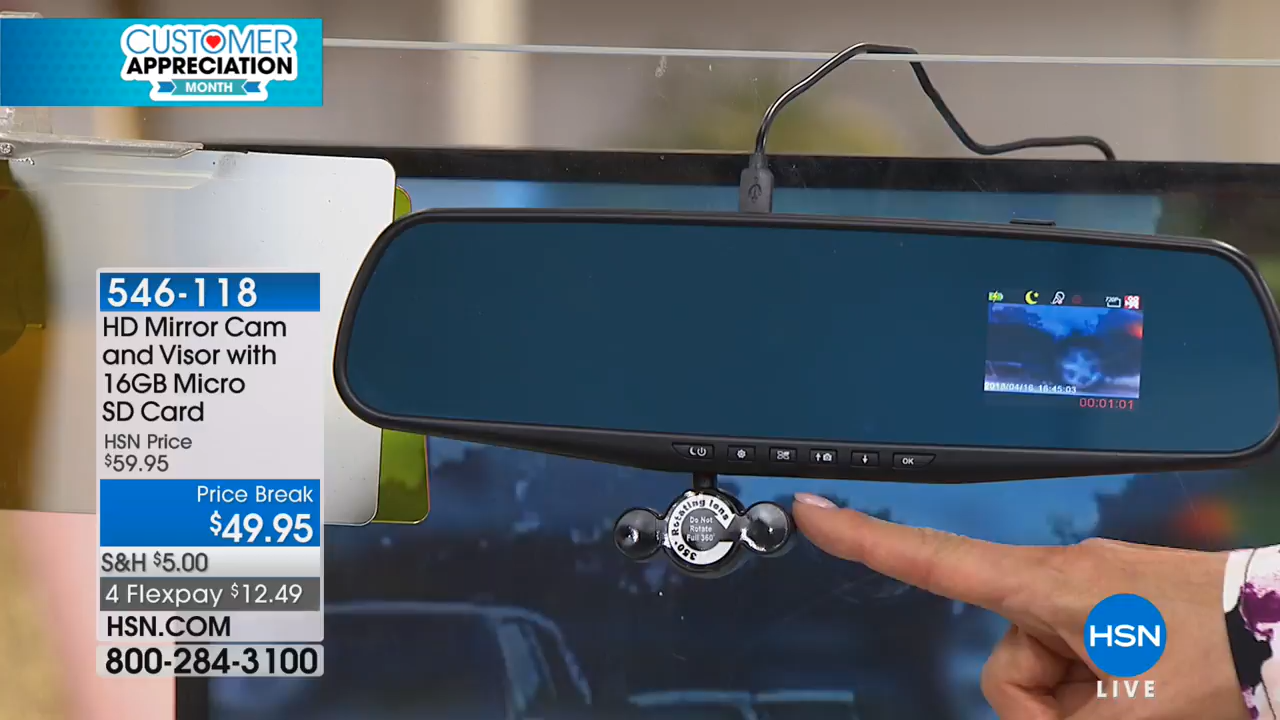 CUSTOMER
APPRECIATION
MONTH
546-118
HD Mirror Cam
and Visor with
16GB Micro
SD Card
HSN Price
$59.95
Price Break
$49.95
S&H $5.00
4 Flexpay $12.49
HSN.COM
800-284-3100
2018/04/16 16:45:03
00:01:01
OK
Rotating lens
Do Not
Rotate
Full 360°
HSN
LIVE